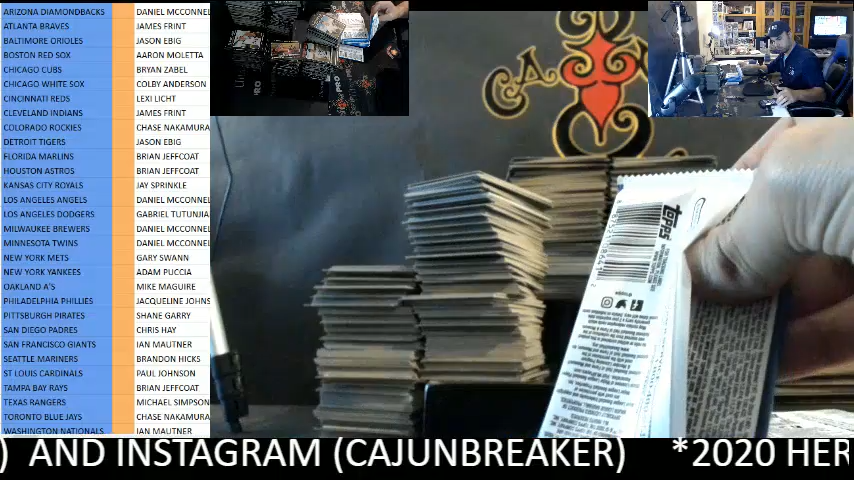 ARIZONA DIAMONDBACKS DANIEL MCCONNEL
ATLANTA BRAVES JAMES FRINT
BALTIMORE ORIOLES JASON EBIG
BOSTON RED SOX AARON MOLETTA
CHICAGO CUBS BRYAN ZABEL
CHICAGO WHITE SOX COLBY ANDERSON
CINCINNATI REDS LEXI LICHT
CLEVELAND INDIANS JAMES FRINT
COLORADO ROCKIES CHASE NAKAMURA
DETROIT TIGERS JASON EBIG
FLORIDA MARLINS BRIAN JEFFCOAT
HOUSTON ASTROS BRIAN JEFFCOAT
KANSAS CITY ROYALS JAY SPRINKLE
LOS ANGELES ANGELS DANIEL MCCONNEL
LOS ANGELES DODGERS GABRIEL TUTUNJIA
MILWAUKEE BREWERS DANIEL MCCONNEL
MINNESOTA TWINS DANIEL MCCONNEL
NEW YORK METS GARY SWANN
NEW YORK YANKEES ADAM PUCCIA
OAKLAND A'S MIKE MAGUIRE
PHILADELPHIA PHILLIES JACQUELINE JOHNS
PITTSBURGH PIRATES SHANE GARRY
SAN DIEGO PADRES CHRIS HAY
SAN FRANCISCO GIANTS IAN MAUTNER
SEATTLE MARINERS BRANDON HICKS
ST LOUIS CARDINALS PAUL JOHNSON
TAMPA BAY RAYS BRIAN JEFFCOAT
TEXAS RANGERS MICHAEL SIMPSON
TORONTO BLUE JAYS CHASE NAKAMURA
WASHINGTON NATIONALS IAN MAUTNER
CA
topps
) AND INSTAGRAM (CAJUNBREAKER) *2020 HER